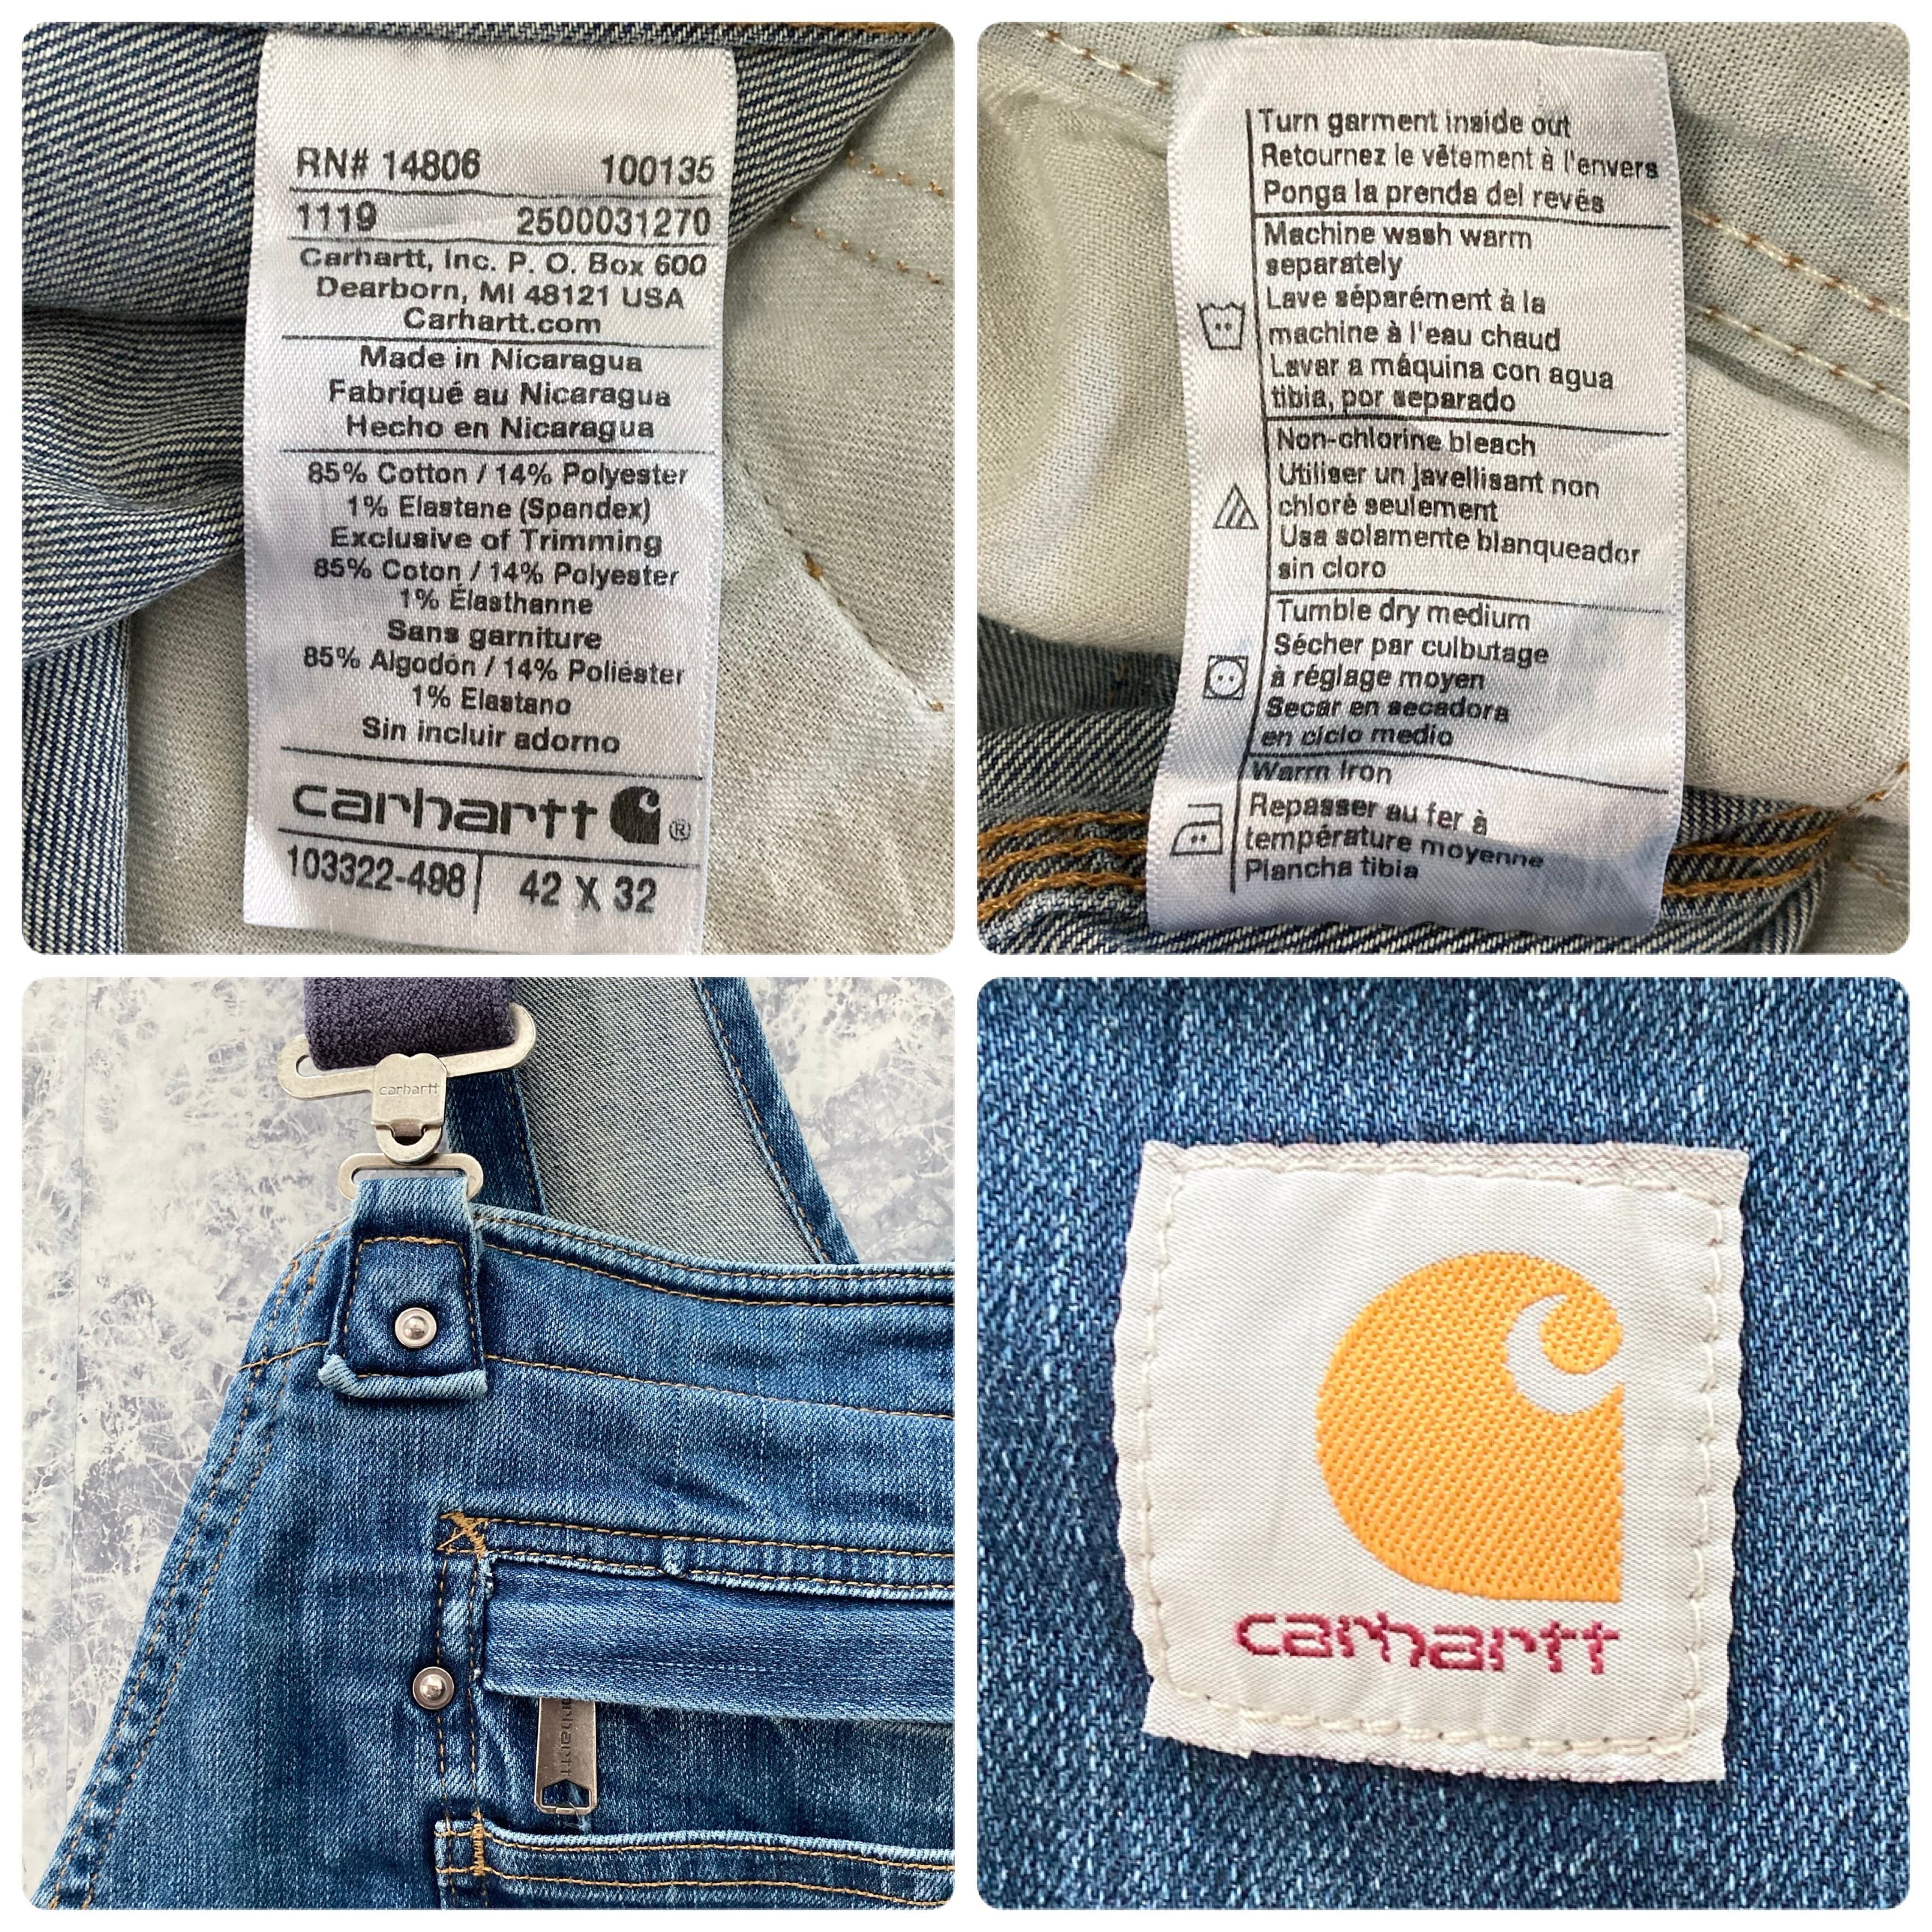 RN# 14806 100135
1119 2500031270
Carhartt, Inc. P. O. Box 600
Dearborn, MI 48121 USA
Carhartt.com
Made in Nicaragua
Fabriqué au Nicaragua
Hecho en Nicaragua
85% Cotton / 14% Polyester
1% Elastane (Spandex)
Exclusive of Trimming
85% Coton / 14% Polyester
1% Élasthanne
Sans garniture
85% Algodón / 14% Poliéster
1% Elastano
Sin incluir adorno
carhartt ®
103322-498 42 X 32
Turn garment inside out
Retournez le vêtement à l'envers
Ponga la prenda del revés
Machine wash warm
separately
Lave séparément à la
machine à l'eau chaud
Lavar a máquina con agua
tibia, por separado
Non-chlorine bleach
Utiliser un javellisant non
chloré seulement
Usa solamente blanqueador
sin cloro
Tumble dry medium
Sécher par culbutage
à réglage moyen
Secar en secadora
en ciclo medio
Warm Iron
Repasser au fer à
température moyenne
Plancha tibia
carhartt
carhartt
carhartt